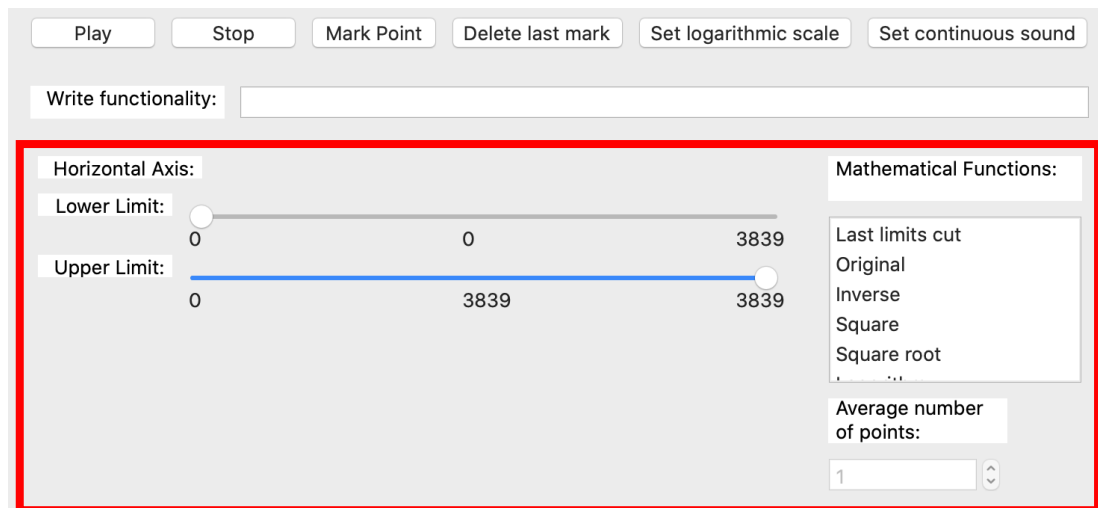 Play Stop Mark Point Delete last mark Set logarithmic scale Set continuous sound
Write functionality:
Horizontal Axis:
Lower Limit:
0 0 3839
Upper Limit:
0 3839 3839
Mathematical Functions:
Last limits cut
Original
Inverse
Square
Square root
Average number
of points:
1